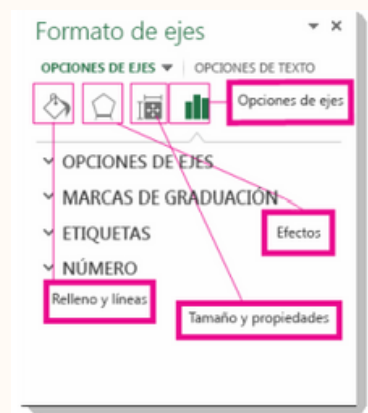 Formato de ejes
OPCIONES DE EJES
OPCIONES DE TEXTO
Opciones de ejes
OPCIONES DE EJES
MARCAS DE GRADUACIÓN
ETIQUETAS
Efectos
NÚMERO
Relleno y líneas
Tamaño y propiedades